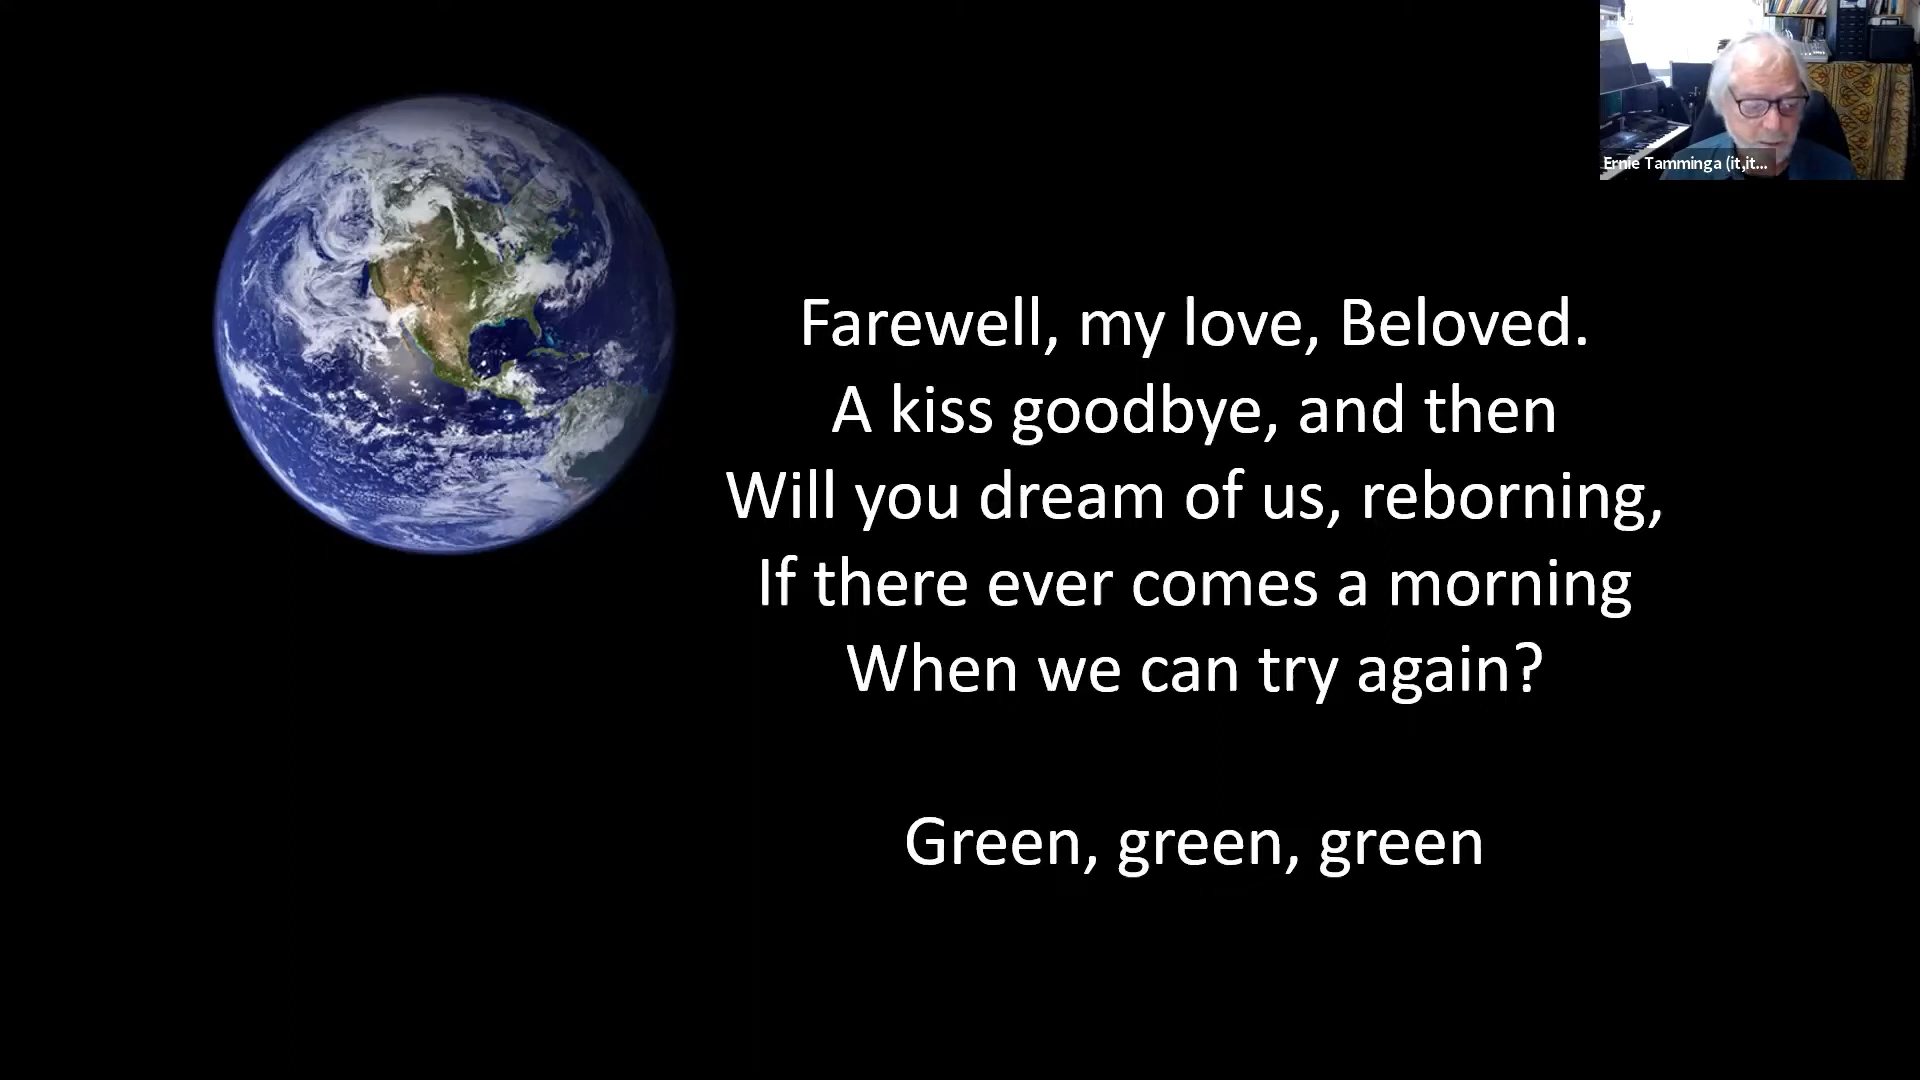 Ernie Tamminga (it,it...
Farewell, my love, Beloved.
A kiss goodbye, and then
Will you dream of us, reborning,
If there ever comes a morning
When we can try again?
Green, green, green